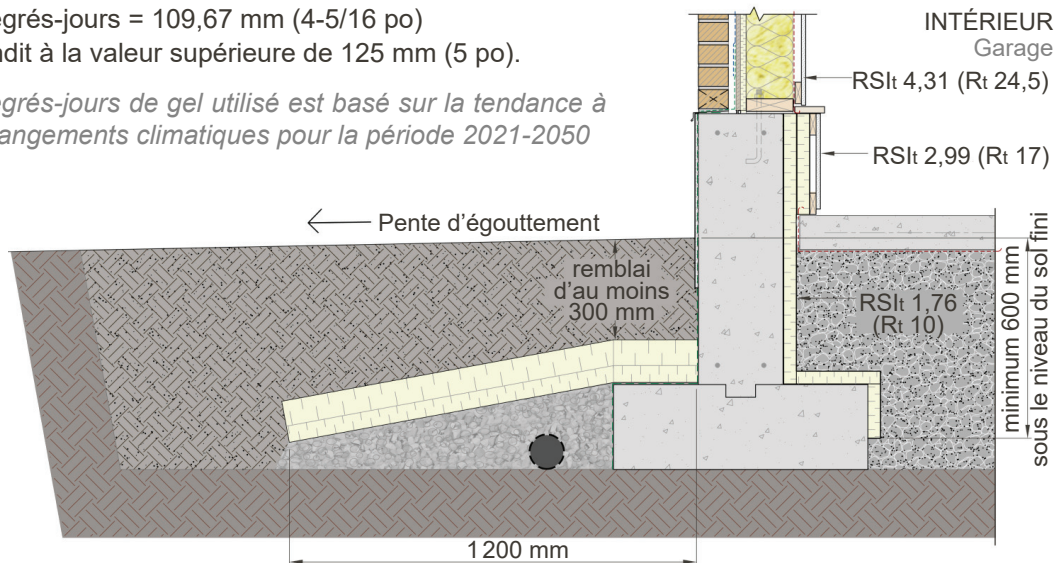 egrés-jours = 109,67 mm (4-5/16 po)
ndit à la valeur supérieure de 125 mm (5 po).
egrés-jours de gel utilisé est basé sur la tendance à
angements climatiques pour la période 2021-2050
INTÉRIEUR
Garage
RSIt 4,31 (Rt 24,5)
RSIt 2,99 (Rt 17)
Pente d'égouttement
remblai
d'au moins
300 mm
RSIt 1,76
(Rt 10)
minimum 600 mm
sous le niveau du sol fini
1200 mm